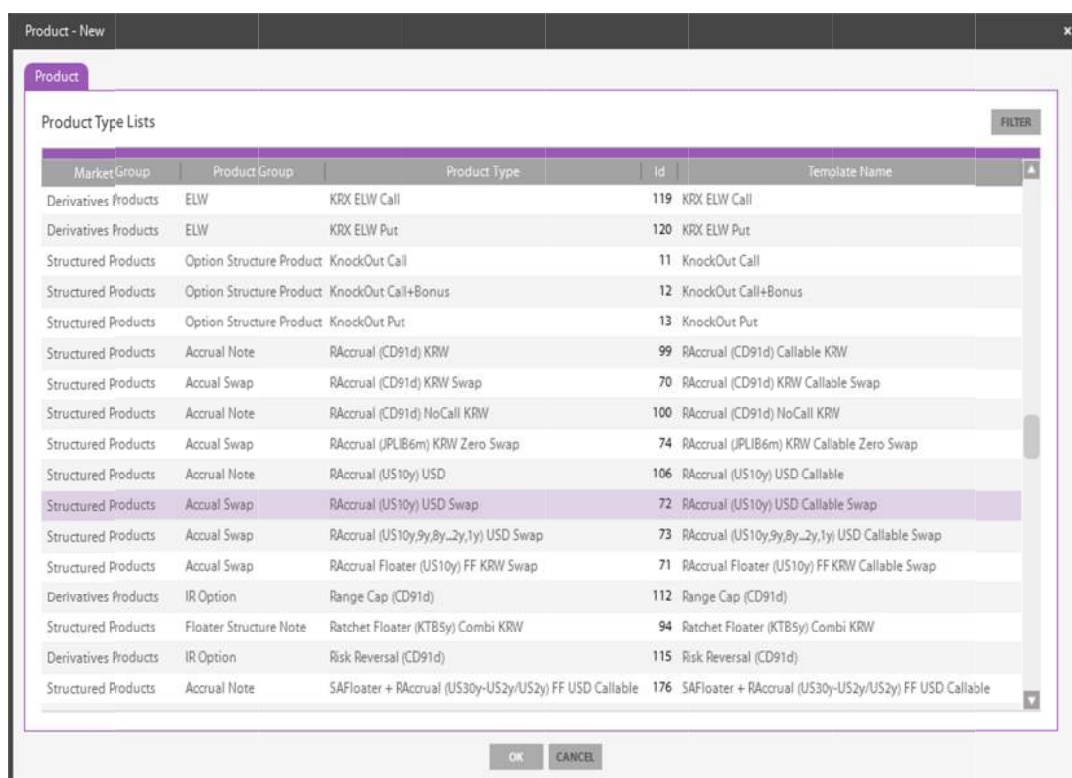 Product - New x
Product
Product Type Lists FILTER
Market Group Product Group Product Type Id Template Name
Derivatives Products ELW KRX ELW Call 119 KRX ELW Call
Derivatives Products ELW KRX ELW Put 120 KRX ELW Put
Structured Products Option Structure Product KnockOut Call 11 KnockOut Call
Structured Products Option Structure Product KnockOut Call+Bonus 12 KnockOut Call+Bonus
Structured Products Option Structure Product KnockOut Put 13 KnockOut Put
Structured Products Accrual Note RAccrual (CD91d) KRW 99 RAccrual (CD91d) Callable KRW
Structured Products Accual Swap RAccrual (CD91d) KRW Swap 70 RAccrual (CD91d) KRW Callable Swap
Structured Products Accrual Note RAccrual (CD91d) NoCall KRW 100 RAccrual (CD91d) NoCall KRW
Structured Products Accual Swap RAccrual (JPLIB6m) KRW Zero Swap 74 RAccrual (JPLIB6m) KRW Callable Zero Swap
Structured Products Accrual Note RAccrual (US10y) USD 106 RAccrual (US10y) USD Callable
Structured Products Accual Swap RAccrual (US10y) USD Swap 72 RAccrual (US10y) USD Callable Swap
Structured Products Accual Swap RAccrual (US10y,9y,8y...2y,1y) USD Swap 73 RAccrual (US10y,9y,8y...2y,1y) USD Callable Swap
Structured Products Accual Swap RAccrual Floater (US10y) FF KRW Swap 71 RAccrual Floater (US10y) FF KRW Callable Swap
Derivatives Products IR Option Range Cap (CD91d) 112 Range Cap (CD91d)
Structured Products Floater Structure Note Ratchet Floater (KTB5y) Combi KRW 94 Ratchet Floater (KTB5y) Combi KRW
Derivatives Products IR Option Risk Reversal (CD91d) 115 Risk Reversal (CD91d)
Structured Products Accrual Note SAFloater + RAccrual (US30y-US2y/US2y) FF USD Callable 176 SAFloater + RAccrual (US30y-US2y/US2y) FF USD Callable
OK CANCEL